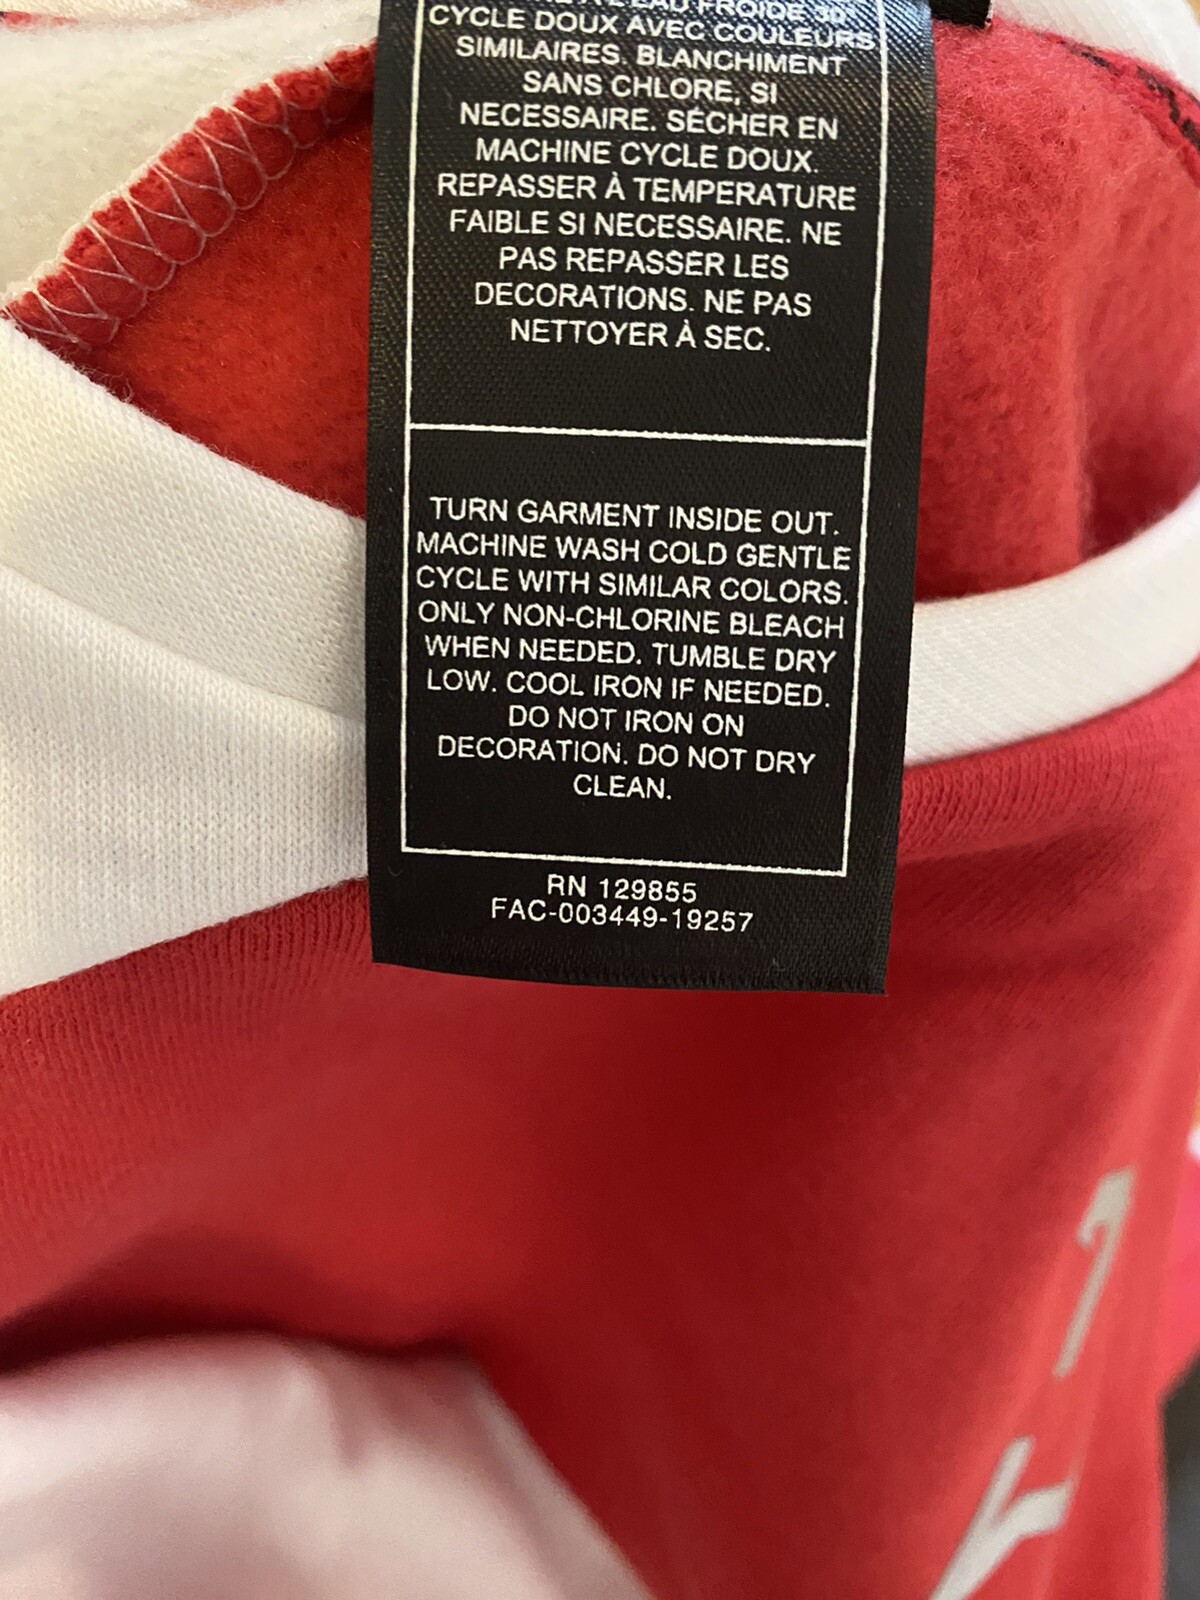 À L'EAU FROIDE 30°
CYCLE DOUX AVEC COULEURS
SIMILAIRES. BLANCHIMENT
SANS CHLORE, SI
NECESSAIRE. SÉCHER EN
MACHINE CYCLE DOUX.
REPASSER À TEMPERATURE
FAIBLE SI NECESSAIRE. NE
PAS REPASSER LES
DECORATIONS. NE PAS
NETTOYER À SEC.
TURN GARMENT INSIDE OUT.
MACHINE WASH COLD GENTLE
CYCLE WITH SIMILAR COLORS.
ONLY NON-CHLORINE BLEACH
WHEN NEEDED. TUMBLE DRY
LOW. COOL IRON IF NEEDED.
DO NOT IRON ON
DECORATION. DO NOT DRY
CLEAN.
RN 129855
FAC-003449-19257